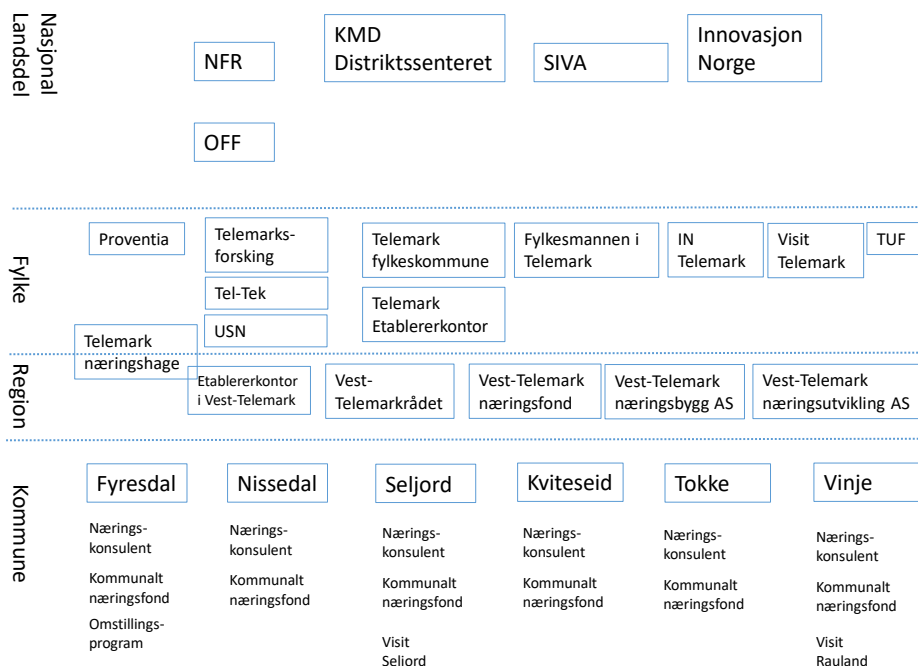 Nasjonal
Landsdel
NFR
KMD
Distriktssenteret
SIVA
Innovasjon
Norge
OFF
Fylke
Proventia
Telemarks-
forsking
Telemark
fylkeskommune
Fylkesmannen i
Telemark
IN
Telemark
Visit
Telemark
TUF
Tel-Tek
Telemark
Etablererkontor
USN
Telemark
næringshage
Region
Etablererkontor
i Vest-Telemark
Vest-
Telemarkrådet
Vest-Telemark
næringsfond
Vest-Telemark
næringsbygg AS
Vest-Telemark
næringsutvikling AS
Kommune
Fyresdal
Nærings-
konsulent
Kommunalt
næringsfond
Omstillings-
program
Nissedal
Nærings-
konsulent
Kommunalt
næringsfond
Seljord
Nærings-
konsulent
Kommunalt
næringsfond
Visit
Seljord
Kviteseid
Nærings-
konsulent
Kommunalt
næringsfond
Tokke
Nærings-
konsulent
Kommunalt
næringsfond
Vinje
Nærings-
konsulent
Kommunalt
næringsfond
Visit
Rauland